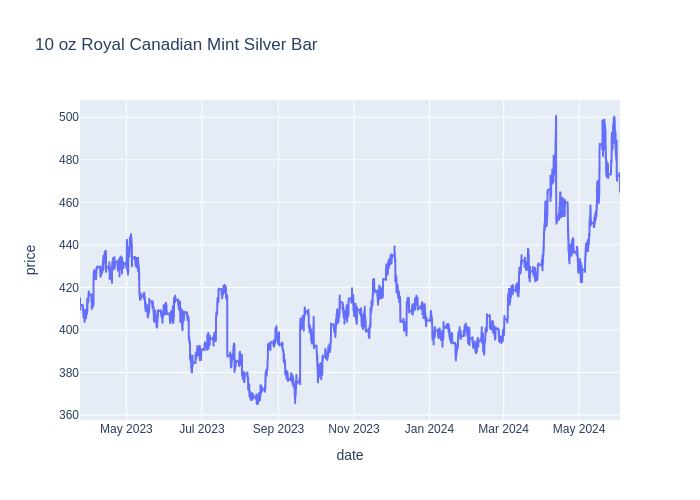 10 oz Royal Canadian Mint Silver Bar
500
480
460
440
420
400
380
360
price
May 2023 Jul 2023 Sep 2023 Nov 2023 Jan 2024 Mar 2024 May 2024
date